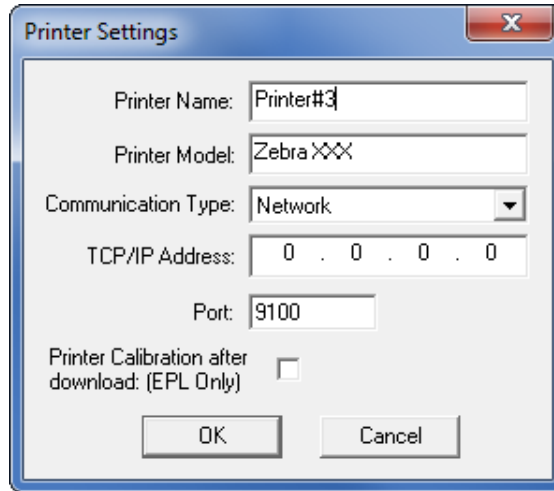 Printer Settings
Printer Name: Printer#3
Printer Model: Zebra XXX
Communication Type: Network
TCP/IP Address: 0 . 0 . 0 . 0
Port: 9100
Printer Calibration after
download: (EPL Only)
OK Cancel